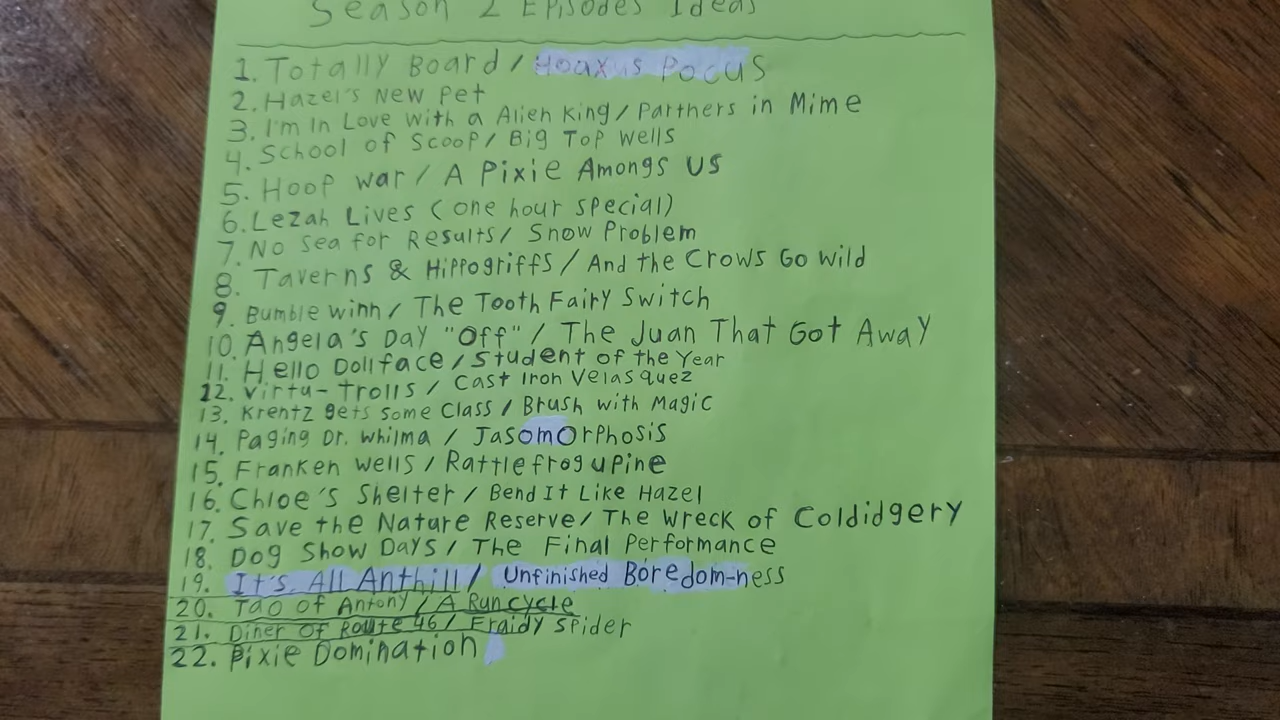 Season 2 Episodes Ideas
1. Totally Board / Hoaxus Pocus
2. Hazel's New Pet
3. I'm In Love With a Alien King / Partners in Mime
4. School of Scoop / Big Top Wells
5. Hoop war / A Pixie Amongs US
6. Lezah Lives (one hour special)
7. No Sea for Results / Snow Problem
8. Taverns & Hippogriffs / And the Crows Go Wild
9. Bumble winn / The Tooth Fairy Switch
10. Angela's Day "Off" / The Juan That Got Away
11. Hello Dollface / Student of the Year
12. Virtu-Trolls / Cast Iron Velasquez
13. Krentz gets Some Class / Brush with Magic
14. Paging Dr. Whilma / Jasomorphosis
15. Franken Wells / Rattlefrogupine
16. Chloe's Shelter / Bend It Like Hazel
17. Save the Nature Reserve / The Wreck of Coldidgery
18. Dog Show Days / The Final Performance
19. It's All Anthill / Unfinished Boredom-ness
20. Tao of Antony / A Run cycle
21. Diner Of Route 46 / Fraidy Spider
22. Pixie Domination